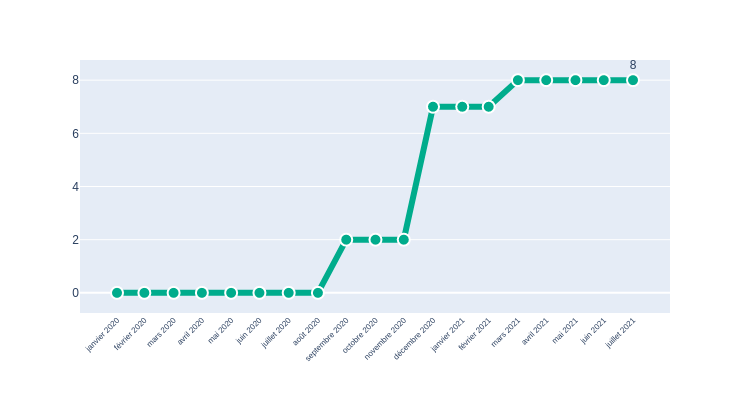 8
8
6
4
2
0
janvier 2020
février 2020
mars 2020
avril 2020
mai 2020
juin 2020
juillet 2020
août 2020
septembre 2020
octobre 2020
novembre 2020
décembre 2020
janvier 2021
février 2021
mars 2021
avril 2021
mai 2021
juin 2021
juillet 2021